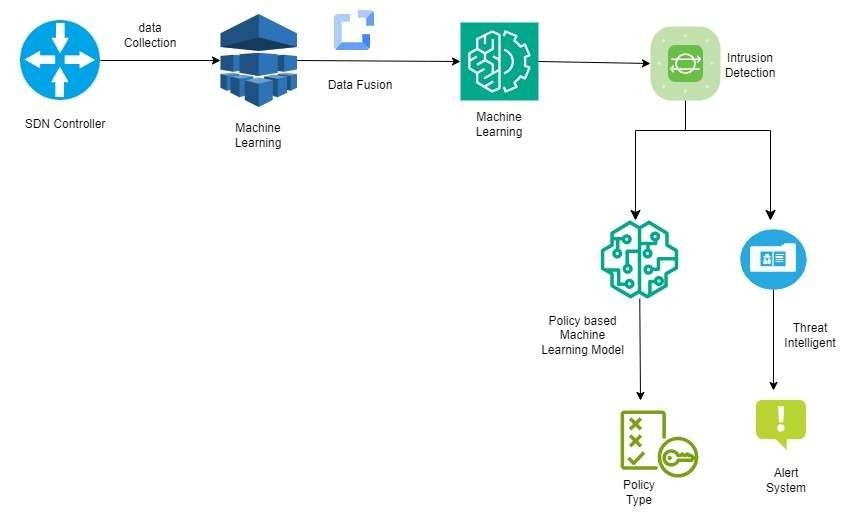 data
Collection
SDN Controller
Machine
Learning
Data Fusion
Machine
Learning
Intrusion
Detection
Policy based
Machine
Learning Model
Threat
Intelligent
Policy
Type
Alert
System